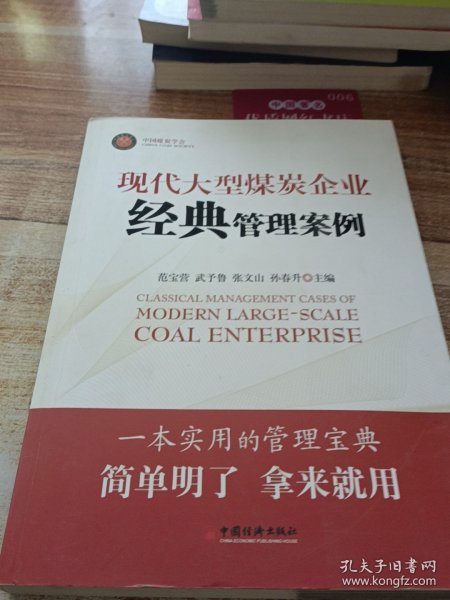 006
中国煤炭学会
CHINA COAL SOCIETY
现代大型煤炭企业
经典管理案例
范宝营 武予鲁 张文山 孙春升 主编
CLASSICAL MANAGEMENT CASES OF
MODERN LARGE-SCALE
COAL ENTERPRISE
一本实用的管理宝典
简单明了 拿来就用
中国经济出版社
CHINA ECONOMIC PUBLISHING HOUSE
孔夫子旧书网
www.kongfz.com